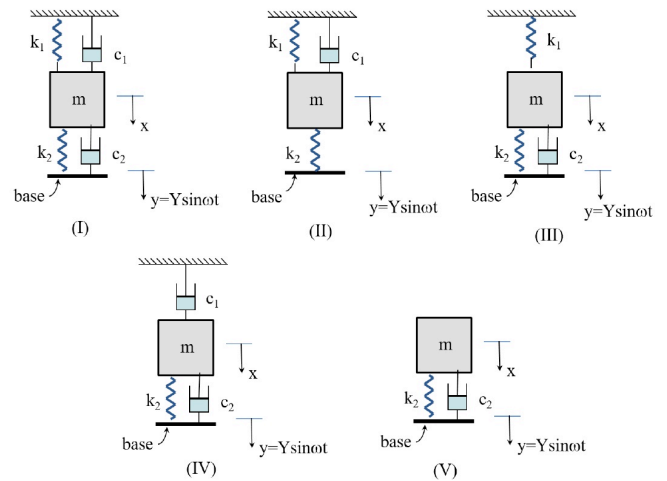 k₁
c₁
m
x
k₂
c₂
base
y=Ysinωt
(I)
k₁
c₁
m
x
k₂
base
y=Ysinωt
(II)
k₁
m
x
k₂
c₂
base
y=Ysinωt
(III)
c₁
m
x
k₂
c₂
base
y=Ysinωt
(IV)
m
x
k₂
c₂
base
y=Ysinωt
(V)